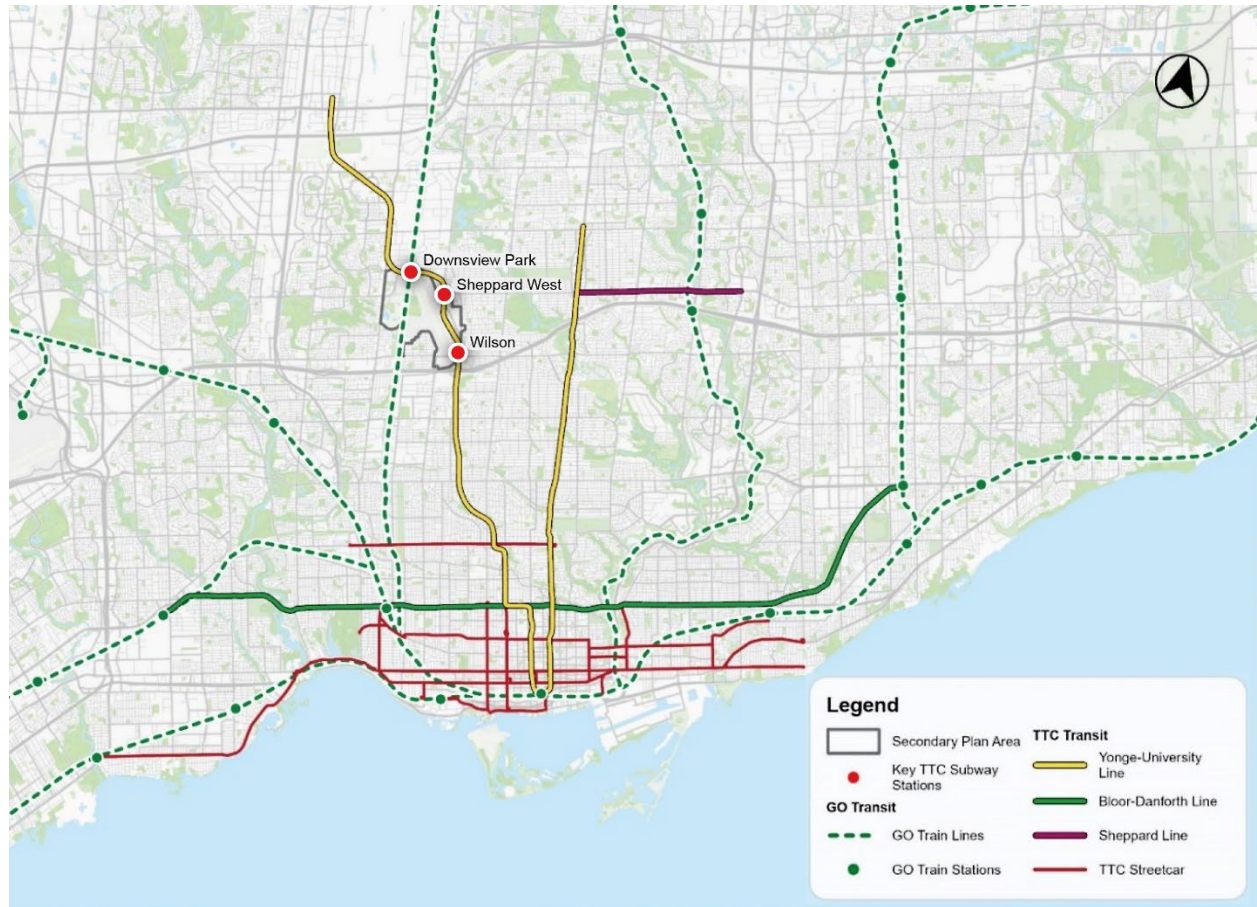 Downsview Park
Sheppard West
Wilson
Legend
Secondary Plan Area
Key TTC Subway
Stations
GO Transit
GO Train Lines
GO Train Stations
TTC Transit
Yonge-University
Line
Bloor-Danforth Line
Sheppard Line
TTC Streetcar